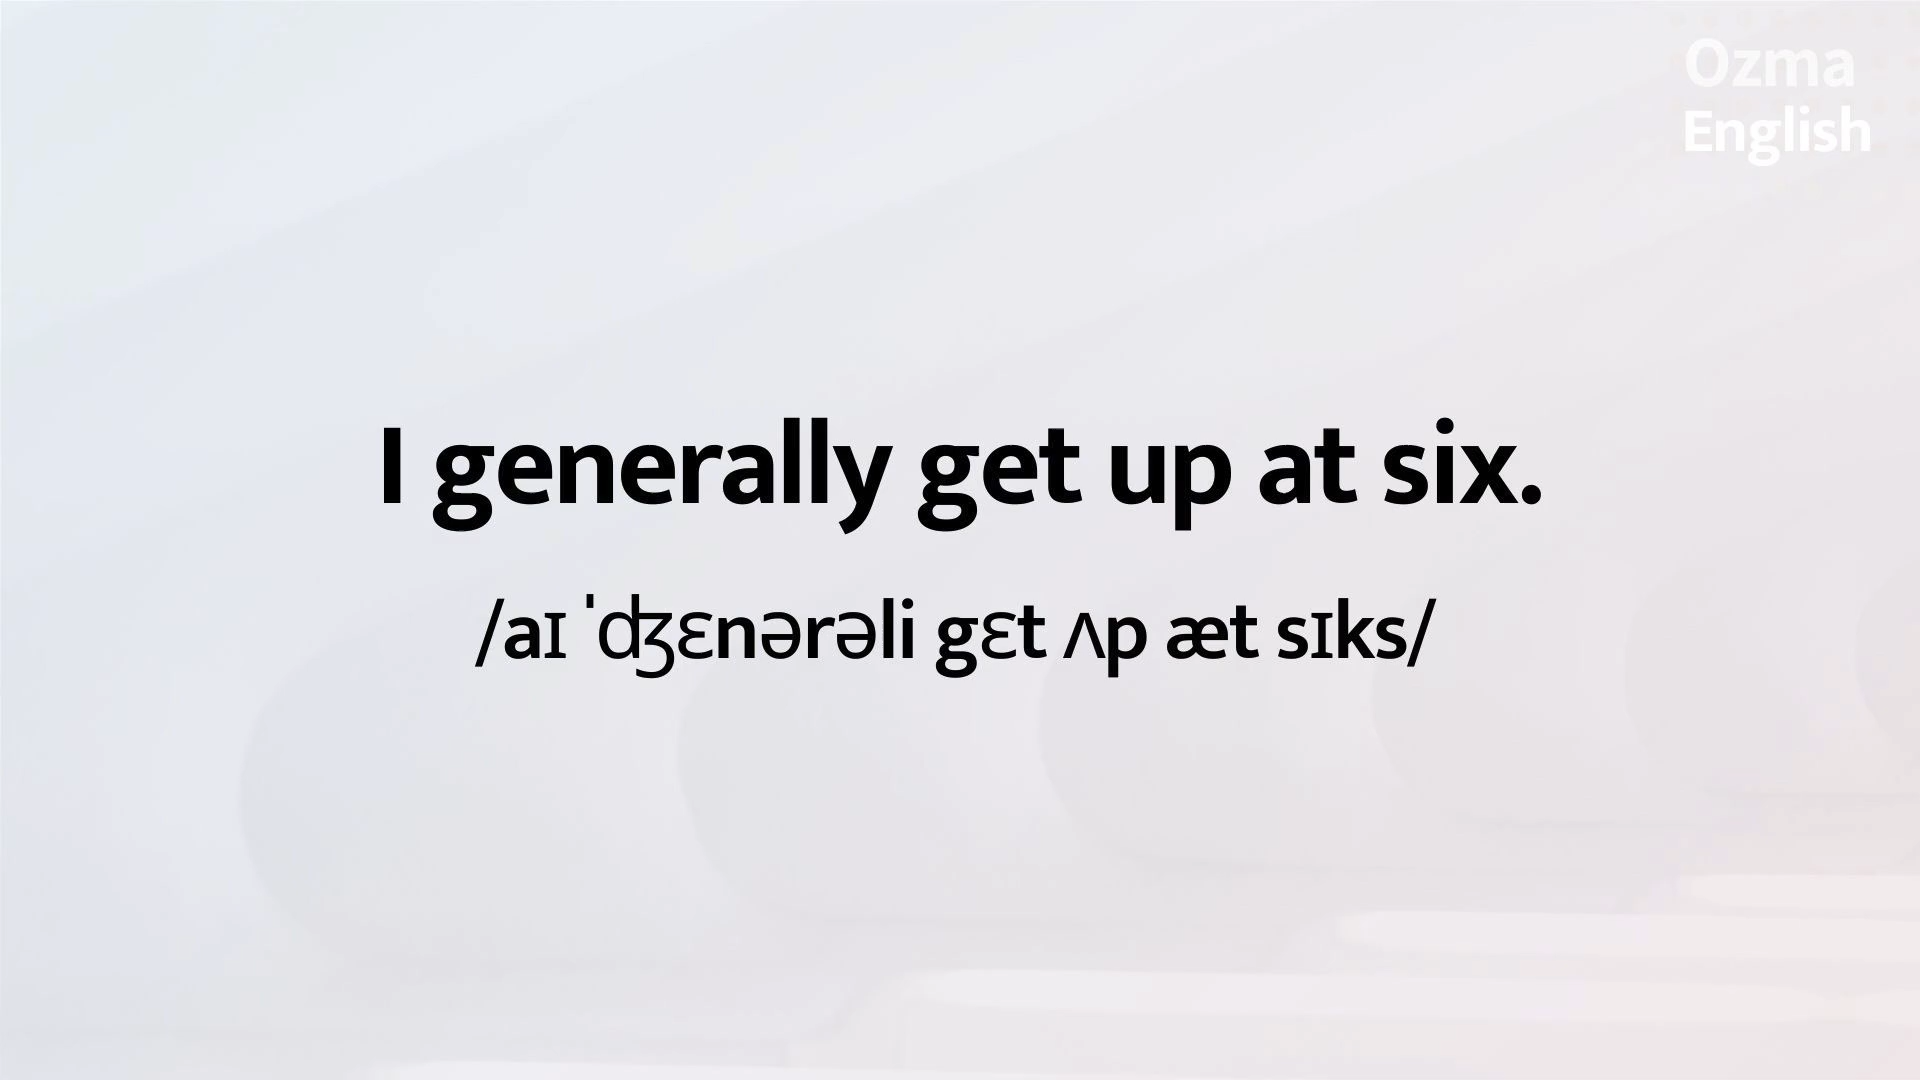 Ozma
English
I generally get up at six.
/aɪ ˈʤɛnərəli gɛt ʌp æt sɪks/